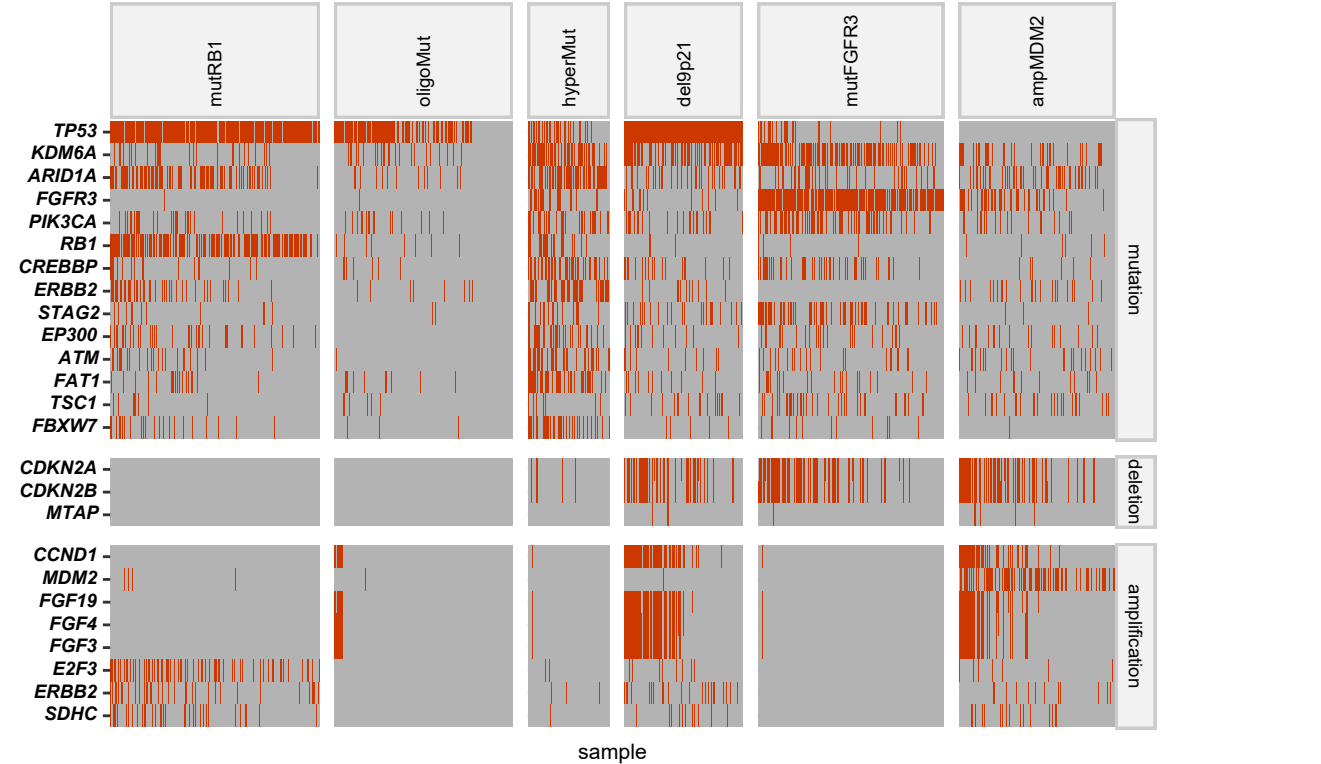 mutRB1
oligoMut
hyperMut
del9p21
mutFGFR3
ampMDM2
TP53
KDM6A
ARID1A
FGFR3
PIK3CA
RB1
CREBBP
ERBB2
STAG2
EP300
ATM
FAT1
TSC1
FBXW7
mutation
CDKN2A
CDKN2B
MTAP
deletion
CCND1
MDM2
FGF19
FGF4
FGF3
E2F3
ERBB2
SDHC
amplification
sample